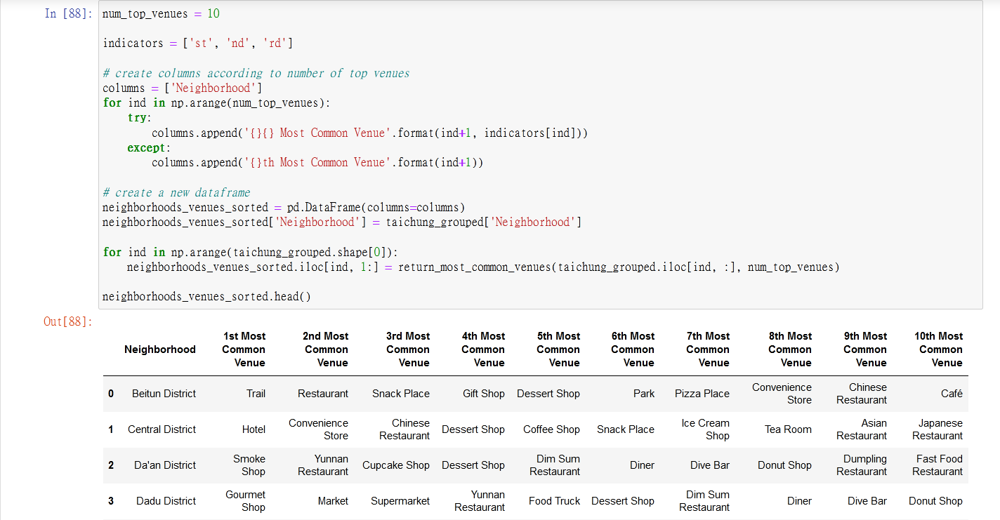 In [88]: num_top_venues = 10
indicators = ['st', 'nd', 'rd']
# create columns according to number of top venues
columns = ['Neighborhood']
for ind in np.arange(num_top_venues):
    try:
        columns.append('{}{} Most Common Venue'.format(ind+1, indicators[ind]))
    except:
        columns.append('{}th Most Common Venue'.format(ind+1))
# create a new dataframe
neighborhoods_venues_sorted = pd.DataFrame(columns=columns)
neighborhoods_venues_sorted['Neighborhood'] = taichung_grouped['Neighborhood']
for ind in np.arange(taichung_grouped.shape[0]):
    neighborhoods_venues_sorted.iloc[ind, 1:] = return_most_common_venues(taichung_grouped.iloc[ind, :], num_top_venues)
neighborhoods_venues_sorted.head()
Out[88]:
Neighborhood 1st Most Common Venue 2nd Most Common Venue 3rd Most Common Venue 4th Most Common Venue 5th Most Common Venue 6th Most Common Venue 7th Most Common Venue 8th Most Common Venue 9th Most Common Venue 10th Most Common Venue
0 Beitun District Trail Restaurant Snack Place Gift Shop Dessert Shop Park Pizza Place Convenience Store Chinese Restaurant Café
1 Central District Hotel Convenience Store Chinese Restaurant Dessert Shop Coffee Shop Snack Place Ice Cream Shop Tea Room Asian Restaurant Japanese Restaurant
2 Da'an District Smoke Shop Yunnan Restaurant Cupcake Shop Dessert Shop Dim Sum Restaurant Diner Dive Bar Donut Shop Dumpling Restaurant Fast Food Restaurant
3 Dadu District Gourmet Shop Market Supermarket Yunnan Restaurant Food Truck Dessert Shop Dim Sum Restaurant Diner Dive Bar Donut Shop